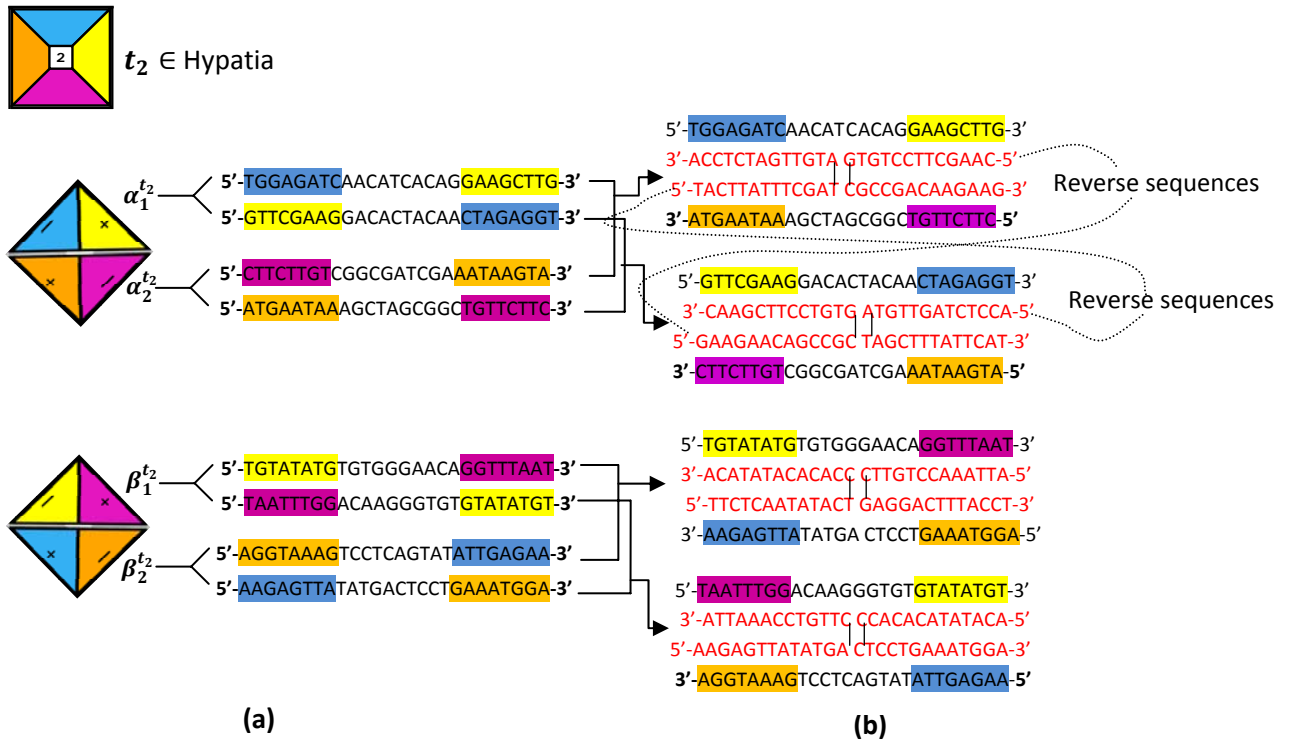 2
t₂ ∈ Hypatia
α₁^t₂
5’-TGGAGATCAACATCACAGGAAGCTTG-3’
5’-GTTCGAAGGACACTACAACTAGAGGT-3’
α₂^t₂
5’-CTTCTTGTCGGCGATCGAAATAAGTA-3’
5’-ATGAATAAAGCTAGCGGCTGTTCTTC-3’
5’-TGGAGATCAACATCACAGGAAGCTTG-3’
3’-ACCTCTAGTTGTA GTGTCCTTCGAAC-5’
5’-TACTTATTTCGAT CGCCGACAAGAAG-3’
3’-ATGAATAAAGCTAGCGGCTGTTCTTC-5’
Reverse sequences
5’-GTTCGAAGGACACTACAACTAGAGGT-3’
3’-CAAGCTTCCTGTG ATGTTGATCTCCA-5’
5’-GAAGAACAGCCGC TAGCTTTATTCAT-3’
3’-CTTCTTGTCGGCGATCGAAATAAGTA-5’
Reverse sequences
β₁^t₂
5’-TGTATATGTGTGGGAACAGGTTTAAT-3’
5’-TAATTTGGACAAGGGTGTGTATATGT-3’
β₂^t₂
5’-AGGTAAAGTCCTCAGTATATTGAGAA-3’
5’-AAGAGTTATATGACTCCTGAAATGGA-3’
5’-TGTATATGTGTGGGAACAGGTTTAAT-3’
3’-ACATATACACACC CTTGTCCAAATTA-5’
5’-TTCTCAATATACT GAGGACTTTACCT-3’
3’-AAGAGTTATATGA CTCCTGAAATGGA-5’
5’-TAATTTGGACAAGGGTGTGTATATGT-3’
3’-ATTAAACCTGTTC CCACACATATACA-5’
5’-AAGAGTTATATGA CTCCTGAAATGGA-3’
3’-AGGTAAAGTCCTCAGTATATTGAGAA-5’
(a)
(b)